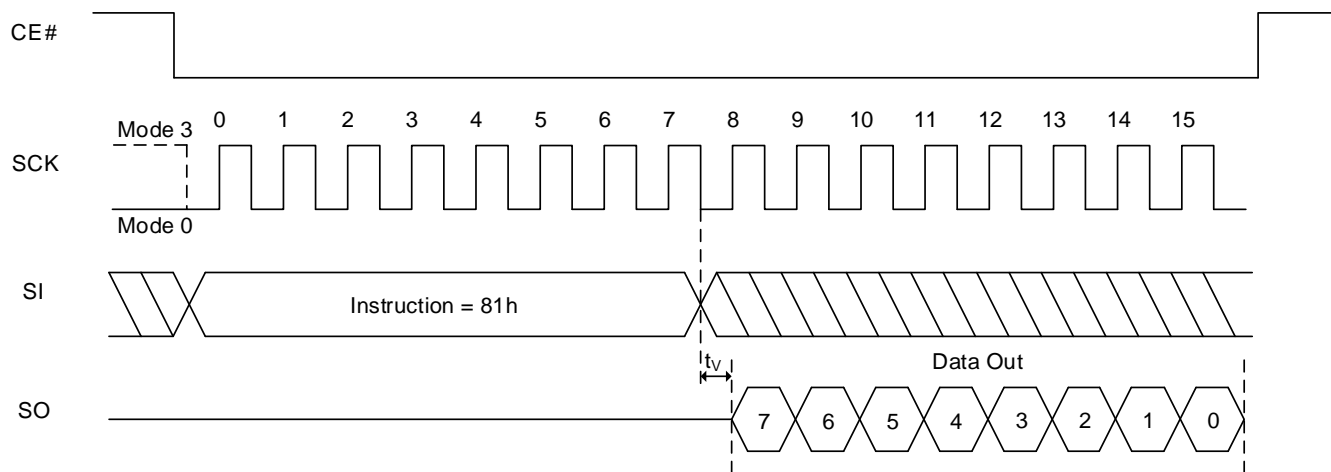 CE#
0 1 2 3 4 5 6 7 8 9 10 11 12 13 14 15
Mode 3
SCK
Mode 0
SI
Instruction = 81h
tV
Data Out
SO
7 6 5 4 3 2 1 0